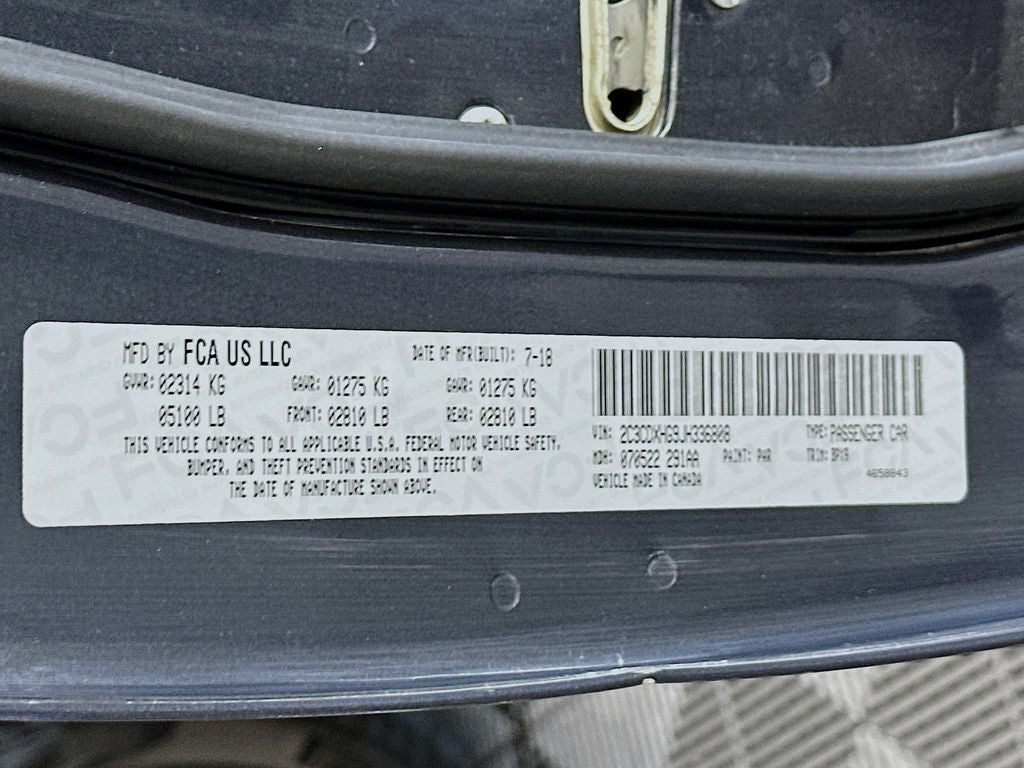 MFD BY FCA US LLC DATE OF MFR(BUILT): 7-18
GVWR: 02314 KG GAWR: 01275 KG GAWR: 01275 KG
05100 LB FRONT: 02810 LB REAR: 02810 LB
THIS VEHICLE CONFORMS TO ALL APPLICABLE U.S.A. FEDERAL MOTOR VEHICLE SAFETY,
BUMPER, AND THEFT PREVENTION STANDARDS IN EFFECT ON
THE DATE OF MANUFACTURE SHOWN ABOVE.
VIN: 2C3CDXHG9JH336808 TYPE: PASSENGER CAR
MDH: 070522 291AA PAINT: PAR TRIM: BPX9
VEHICLE MADE IN CANADA 4658843